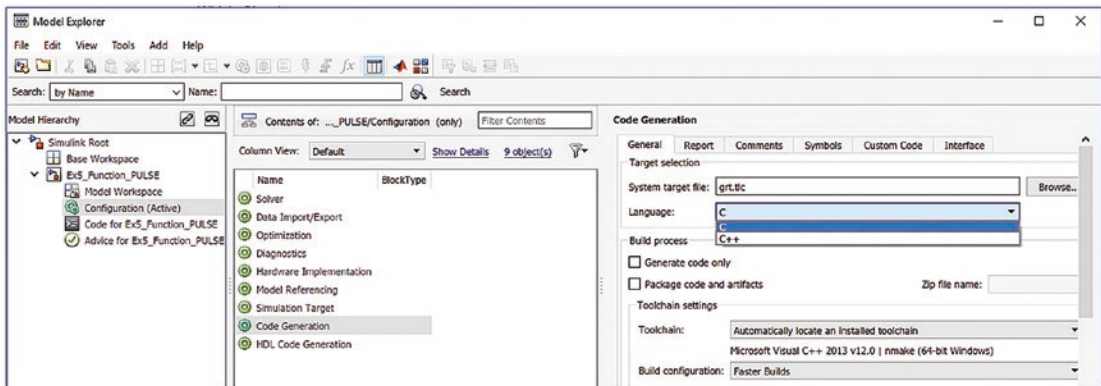 Model Explorer
File Edit View Tools Add Help
Search: by Name Name: Search
Model Hierarchy
Simulink Root
Base Workspace
Ex5_Function_PULSE
Model Workspace
Configuration (Active)
Code for Ex5_Function_PULSE
Advice for Ex5_Function_PULSE
Contents of: ..._PULSE/Configuration (only) Filter Contents
Column View: Default Show Details 9 object(s)
Name BlockType
Solver
Data Import/Export
Optimization
Diagnostics
Hardware Implementation
Model Referencing
Simulation Target
Code Generation
HDL Code Generation
Code Generation
General Report Comments Symbols Custom Code Interface
Target selection
System target file: grt.tlc Browse..
Language: C
C
C++
Build process
Generate code only
Package code and artifacts Zip file name:
Toolchain settings
Toolchain: Automatically locate an installed toolchain
Microsoft Visual C++ 2013 v12.0 | nmake (64-bit Windows)
Build configuration: Faster Builds